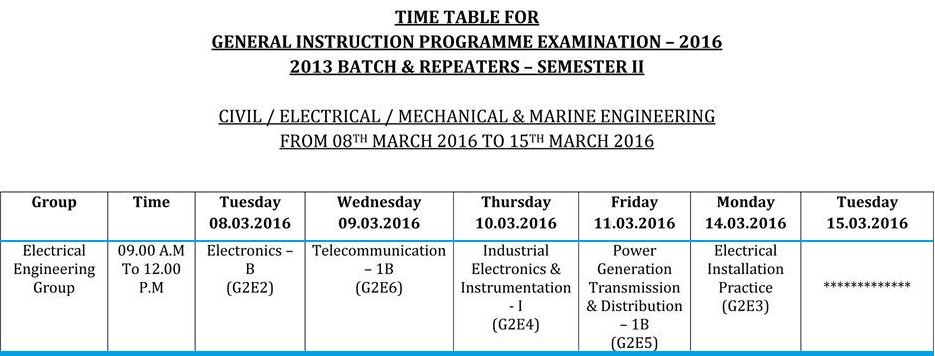 TIME TABLE FOR
GENERAL INSTRUCTION PROGRAMME EXAMINATION – 2016
2013 BATCH & REPEATERS – SEMESTER II
CIVIL / ELECTRICAL / MECHANICAL & MARINE ENGINEERING
FROM 08TH MARCH 2016 TO 15TH MARCH 2016
Group
Time
Tuesday
08.03.2016
Wednesday
09.03.2016
Thursday
10.03.2016
Friday
11.03.2016
Monday
14.03.2016
Tuesday
15.03.2016
Electrical
Engineering
Group
09.00 A.M
To 12.00
P.M
Electronics –
B
(G2E2)
Telecommunication
– 1B
(G2E6)
Industrial
Electronics &
Instrumentation
- I
(G2E4)
Power
Generation
Transmission
& Distribution
– 1B
(G2E5)
Electrical
Installation
Practice
(G2E3)
*************